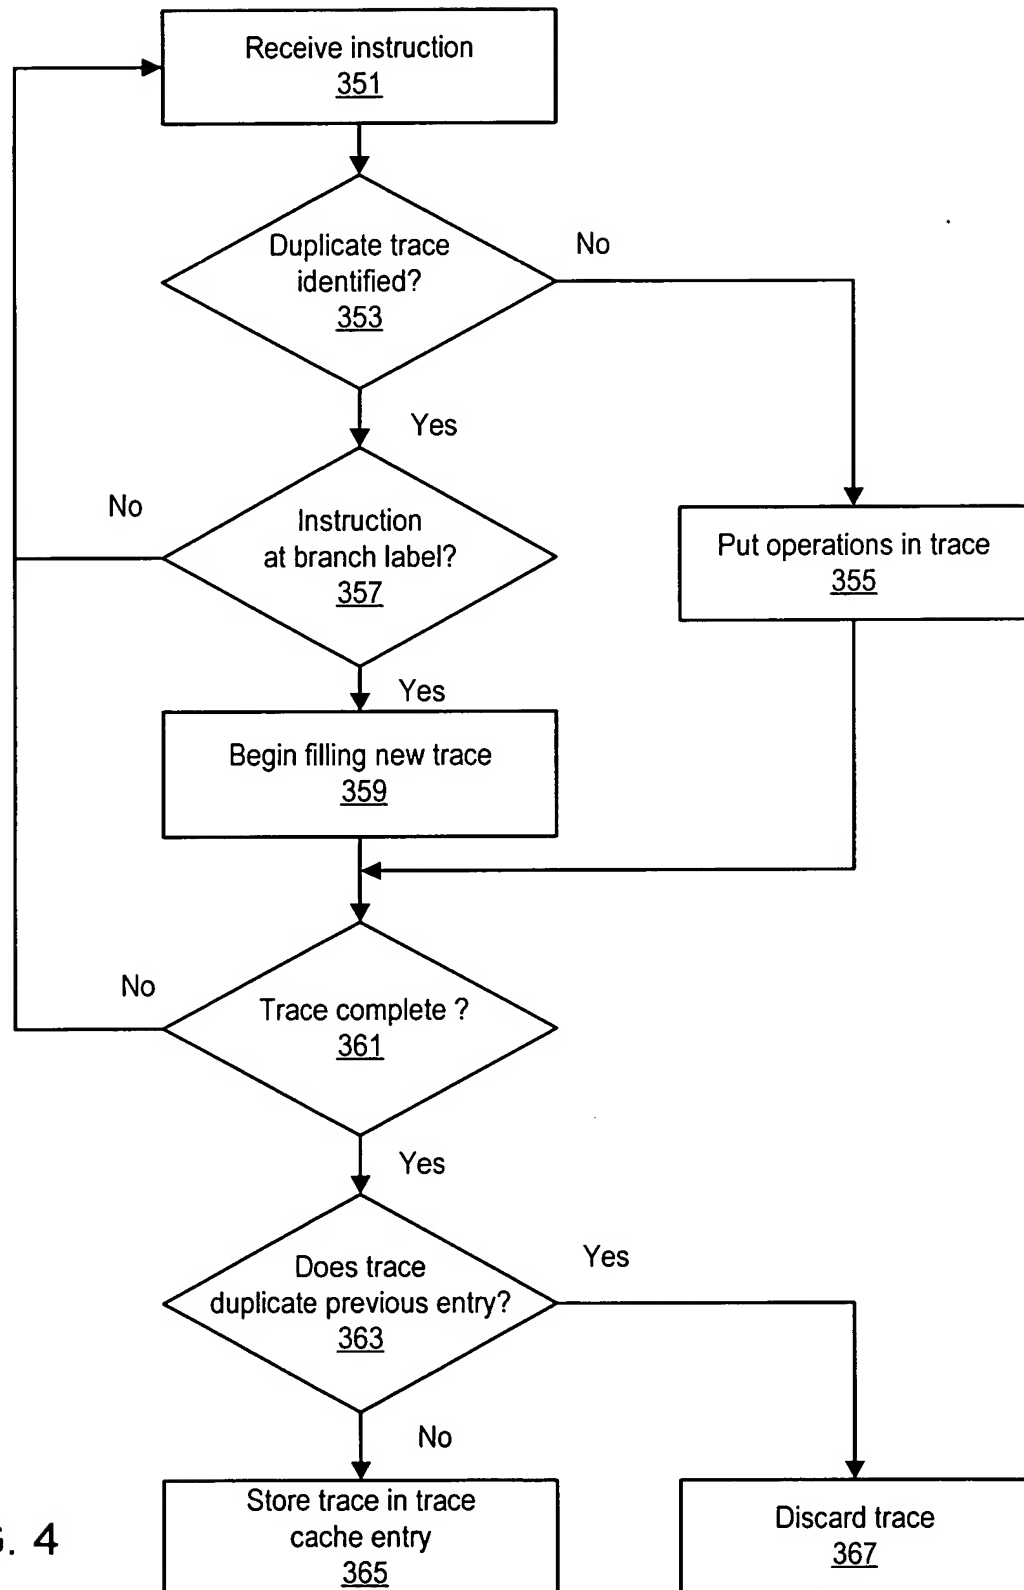 Receive instruction
351
Duplicate trace
identified?
353
No
Yes
No
Instruction
at branch label?
357
Put operations in trace
355
Yes
Begin filling new trace
359
No
Trace complete ?
361
Yes
Does trace
duplicate previous entry?
363
Yes
No
Store trace in trace
cache entry
365
Discard trace
367
. 4